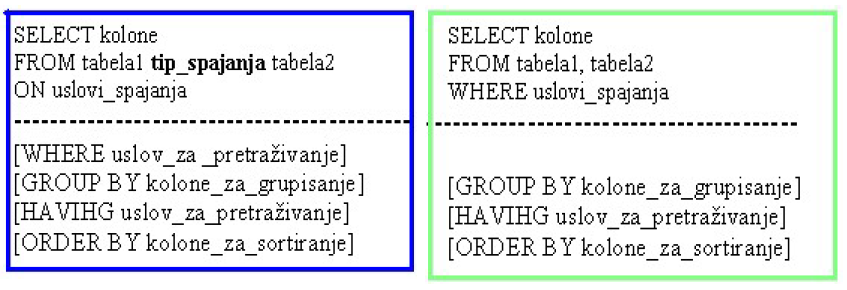 SELECT kolone
FROM tabela1 tip_spajanja tabela2
ON uslovi_spajanja
[WHERE uslov_za _pretraživanje]
[GROUP BY kolone_za_grupisanje]
[HAVIHG uslov_za_pretraživanje]
[ORDER BY kolone_za_sortiranje]
SELECT kolone
FROM tabela1, tabela2
WHERE uslovi_spajanja
[GROUP BY kolone_za_grupisanje]
[HAVIHG uslov_za_pretraživanje]
[ORDER BY kolone_za_sortiranje]